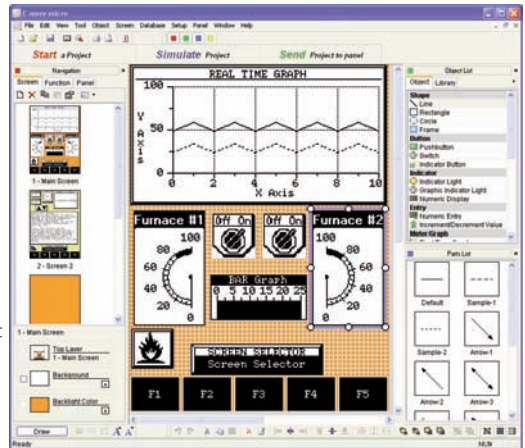 C more micro
File Edit View Tool Object Screen Database Setup Panel Window Help
Start a Project
Simulate Project
Send Project to panel
Navigation
Screen Function Panel
1 - Main Screen
2 - Screen 2
1 - Main Screen
Top Layer
1 - Main Screen
Background
Backlight Color
Draw
REAL TIME GRAPH
100
50
0
Y Axis
0 2 4 6 8 10
X Axis
Furnace #1
100
80
60
40
20
0
Off On
Off On
Furnace #2
100
80
60
40
20
0
BAR Graph
0 5 10 15 20 25
SCREEN SELECTOR
Screen Selector
F1 F2 F3 F4 F5
Object List
Object Library
Shape
Line
Rectangle
Circle
Frame
Button
Pushbutton
Switch
Indicator Button
Indicator
Indicator Light
Graphic Indicator Light
Numeric Display
Entry
Numeric Entry
Increment/Decrement Value
Meter/Graph
Parts List
Default Sample-1
Sample-2 Arrow-1
Arrow-2 Arrow-3
Ready
NUM